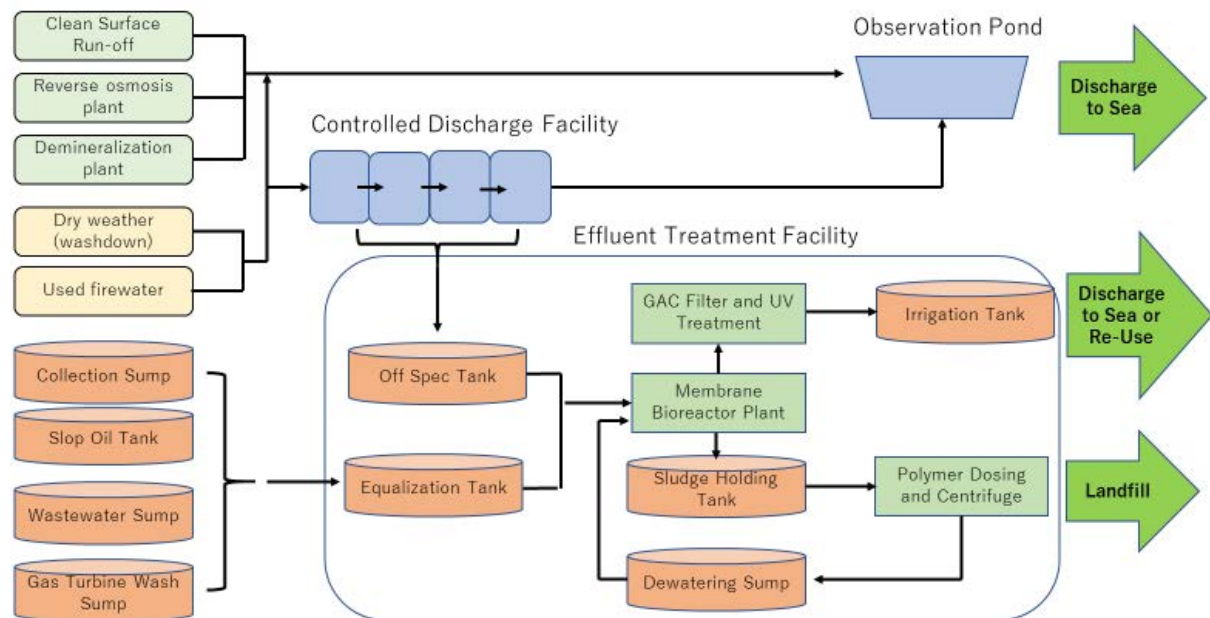 Clean Surface
Run-off
Reverse osmosis
plant
Demineralization
plant
Dry weather
(washdown)
Used firewater
Collection Sump
Slop Oil Tank
Wastewater Sump
Gas Turbine Wash
Sump
Observation Pond
Controlled Discharge Facility
Effluent Treatment Facility
Off Spec Tank
Equalization Tank
GAC Filter and UV
Treatment
Irrigation Tank
Membrane
Bioreactor Plant
Sludge Holding
Tank
Polymer Dosing
and Centrifuge
Dewatering Sump
Discharge
to Sea
Discharge
to Sea or
Re-Use
Landfill